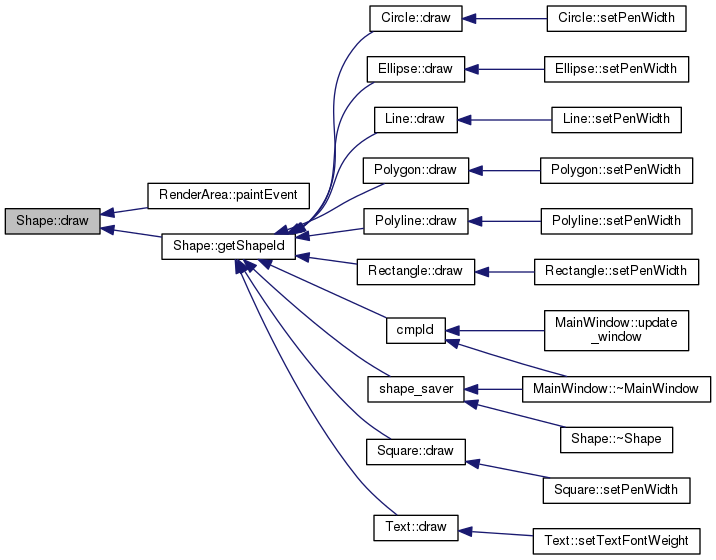 Circle::draw
Circle::setPenWidth
Ellipse::draw
Ellipse::setPenWidth
Line::draw
Line::setPenWidth
Polygon::draw
Polygon::setPenWidth
RenderArea::paintEvent
Shape::draw
Polyline::draw
Polyline::setPenWidth
Shape::getShapeId
Rectangle::draw
Rectangle::setPenWidth
cmpId
MainWindow::update
_window
shape_saver
MainWindow::~MainWindow
Shape::~Shape
Square::draw
Square::setPenWidth
Text::draw
Text::setTextFontWeight